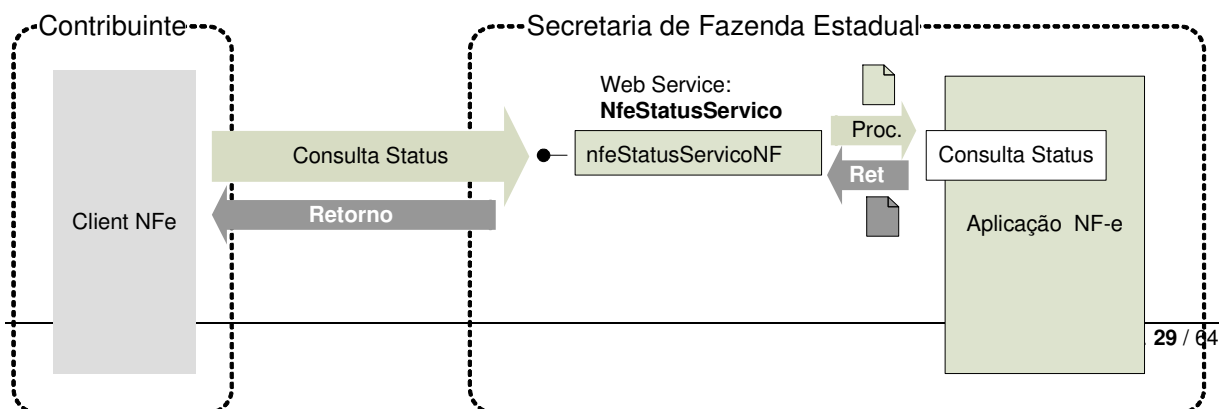 Contribuinte
Secretaria de Fazenda Estadual
Web Service:
NfeStatusServico
Consulta Status
nfeStatusServicoNF
Proc.
Ret
Consulta Status
Retorno
Client NFe
Aplicação NF-e
29 / 64